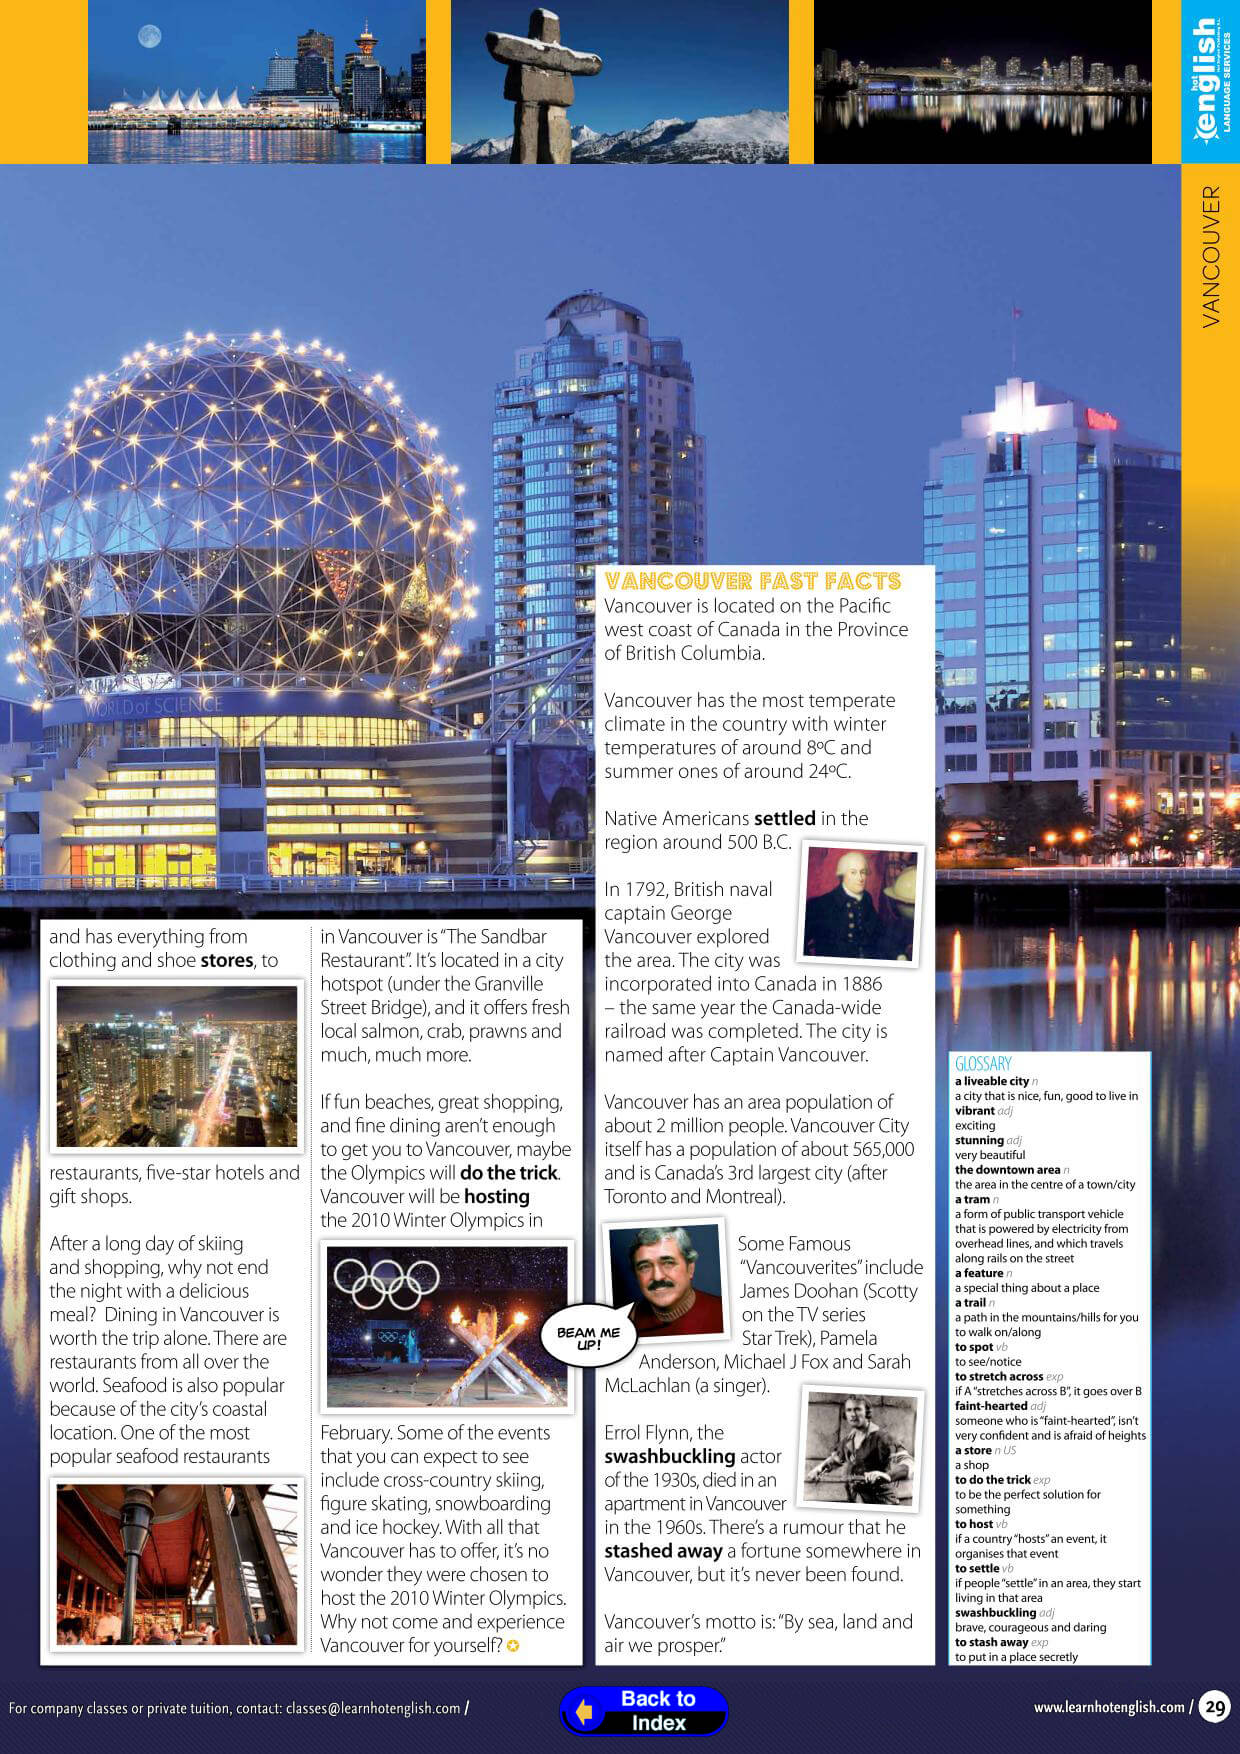 hot
english
LANGUAGE SERVICES
VANCOUVER
WORLD of SCIENCE
and has everything from
clothing and shoe stores, to
restaurants, five-star hotels and
gift shops.
After a long day of skiing
and shopping, why not end
the night with a delicious
meal? Dining in Vancouver is
worth the trip alone. There are
restaurants from all over the
world. Seafood is also popular
because of the city's coastal
location. One of the most
popular seafood restaurants
in Vancouver is “The Sandbar
Restaurant”. It's located in a city
hotspot (under the Granville
Street Bridge), and it offers fresh
local salmon, crab, prawns and
much, much more.
If fun beaches, great shopping,
and fine dining aren't enough
to get you to Vancouver, maybe
the Olympics will do the trick.
Vancouver will be hosting
the 2010 Winter Olympics in
February. Some of the events
that you can expect to see
include cross-country skiing,
figure skating, snowboarding
and ice hockey. With all that
Vancouver has to offer, it's no
wonder they were chosen to
host the 2010 Winter Olympics.
Why not come and experience
Vancouver for yourself?
VANCOUVER FAST FACTS
Vancouver is located on the Pacific
west coast of Canada in the Province
of British Columbia.
Vancouver has the most temperate
climate in the country with winter
temperatures of around 8ºC and
summer ones of around 24ºC.
Native Americans settled in the
region around 500 B.C.
In 1792, British naval
captain George
Vancouver explored
the area. The city was
incorporated into Canada in 1886
– the same year the Canada-wide
railroad was completed. The city is
named after Captain Vancouver.
Vancouver has an area population of
about 2 million people. Vancouver City
itself has a population of about 565,000
and is Canada's 3rd largest city (after
Toronto and Montreal).
BEAM ME
UP!
Some Famous
“Vancouverites” include
James Doohan (Scotty
on the TV series
Star Trek), Pamela
Anderson, Michael J Fox and Sarah
McLachlan (a singer).
Errol Flynn, the
swashbuckling actor
of the 1930s, died in an
apartment in Vancouver
in the 1960s. There's a rumour that he
stashed away a fortune somewhere in
Vancouver, but it's never been found.
Vancouver's motto is: “By sea, land and
air we prosper.”
GLOSSARY
a liveable city n
a city that is nice, fun, good to live in
vibrant adj
exciting
stunning adj
very beautiful
the downtown area n
the area in the centre of a town/city
a tram n
a form of public transport vehicle
that is powered by electricity from
overhead lines, and which travels
along rails on the street
a feature n
a special thing about a place
a trail n
a path in the mountains/hills for you
to walk on/along
to spot vb
to see/notice
to stretch across exp
if A “stretches across B”, it goes over B
faint-hearted adj
someone who is “faint-hearted”, isn't
very confident and is afraid of heights
a store n US
a shop
to do the trick exp
to be the perfect solution for
something
to host vb
if a country “hosts” an event, it
organises that event
to settle vb
if people “settle” in an area, they start
living in that area
swashbuckling adj
brave, courageous and daring
to stash away exp
to put in a place secretly
For company classes or private tuition, contact: classes@learnhotenglish.com /
Back to
Index
www.learnhotenglish.com / 29